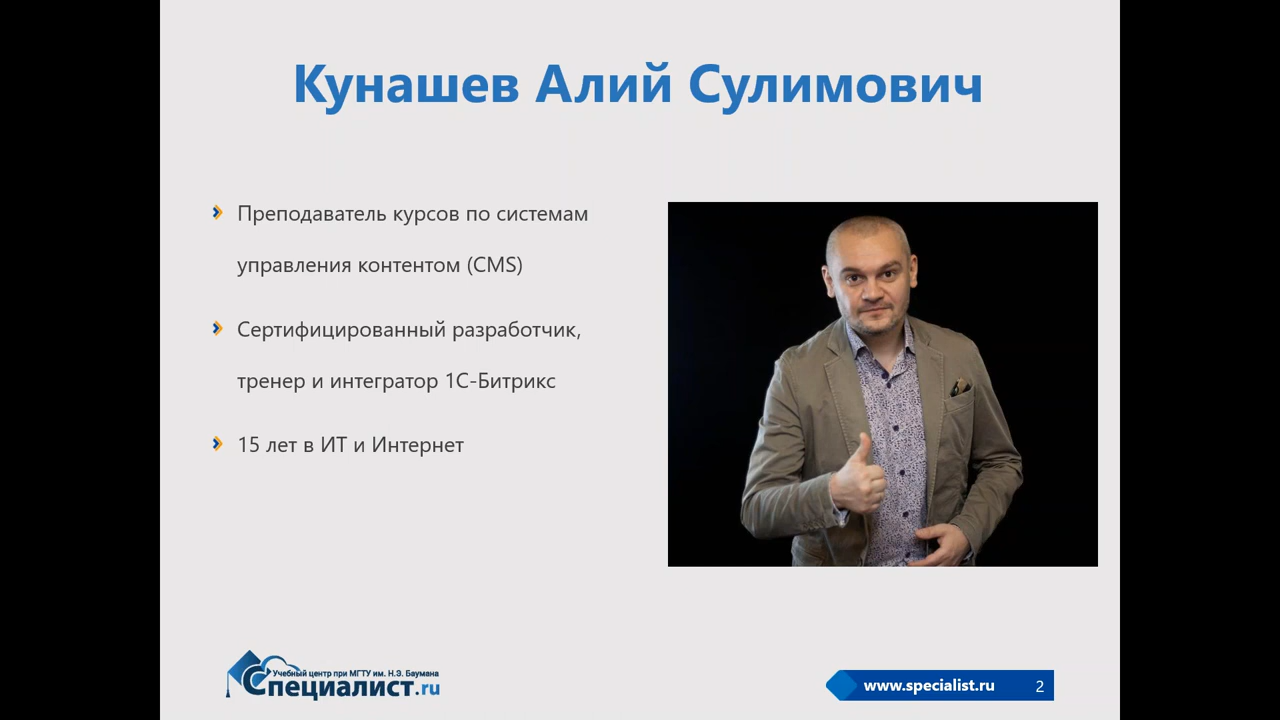 Кунашев Алий Сулимович
Преподаватель курсов по системам
управления контентом (CMS)
Сертифицированный разработчик,
тренер и интегратор 1С-Битрикс
15 лет в ИТ и Интернет
Учебный центр при МГТУ им. Н.Э. Баумана
Специалист.ru
www.specialist.ru 2